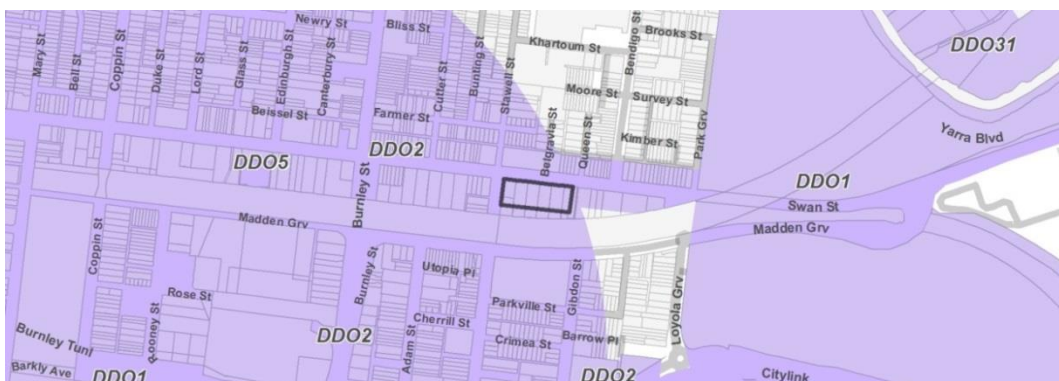 Newry St
Bliss St
Brooks St
Khartoum St
Bendigo St
DDO31
Mary St
Bell St
Coppin St
Duke St
Lord St
Glass St
Edinburgh St
Canterbury St
Cutter St
Bunting St
Stawell St
Moore St
Survey St
Beissel St
Farmer St
Belgravia St
Queen St
Kimber St
Park Grv
Yarra Blvd
DDO5
DDO2
DDO1
Burnley St
Swan St
Madden Grv
Madden Grv
Coppin St
Burnley St
Utopia Pl
Gibdon St
Rose St
Parkville St
Loyola Grv
Cherrill St
DDO2
Adam St
Crimea St
Barrow Pl
Burnley Tunl
Barkly Ave
DDO1
DDO2
Citylink